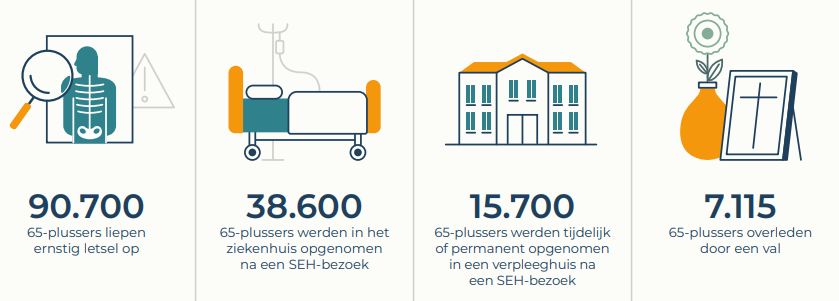 90.700
65-plussers liepen
ernstig letsel op
38.600
65-plussers werden in het
ziekenhuis opgenomen
na een SEH-bezoek
15.700
65-plussers werden tijdelijk
of permanent opgenomen
in een verpleeghuis na
een SEH-bezoek
7.115
65-plussers overleden
door een val